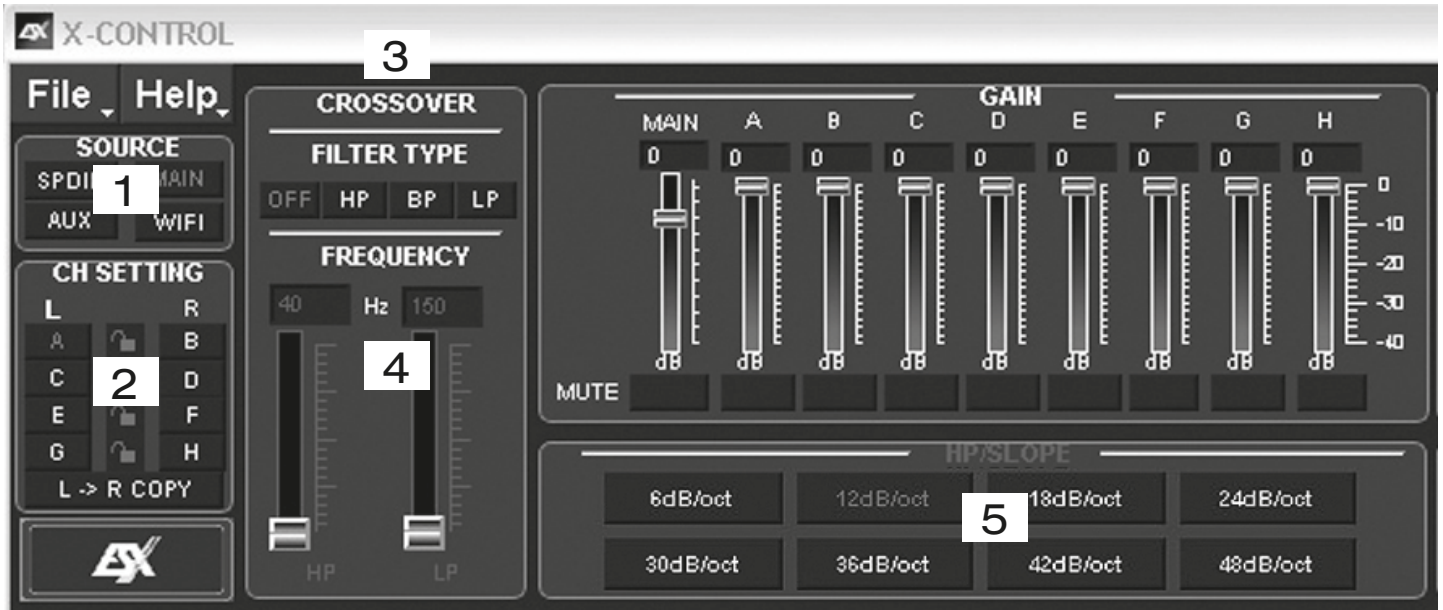 ESX X-CONTROL
3
File Help
SOURCE
1
AUX WIFI
CH SETTING
L R
A B
C 2 D
E F
G H
L -> R COPY
ESX
CROSSOVER
FILTER TYPE
OFF HP BP LP
FREQUENCY
40 Hz 150
4
HP LP
GAIN
MAIN A B C D E F G H
0 0 0 0 0 0 0 0 0
0
-10
-20
-30
-40
dB dB dB dB dB dB dB dB dB
MUTE
HP/SLOPE
6dB/oct 12dB/oct 18dB/oct 24dB/oct
5
30dB/oct 36dB/oct 42dB/oct 48dB/oct